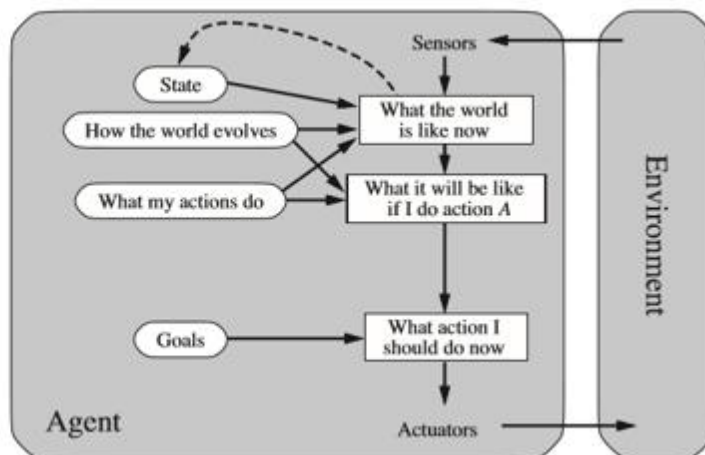 Sensors
State
What the world
is like now
How the world evolves
What my actions do
What it will be like
if I do action A
Goals
What action I
should do now
Agent
Actuators
Environment